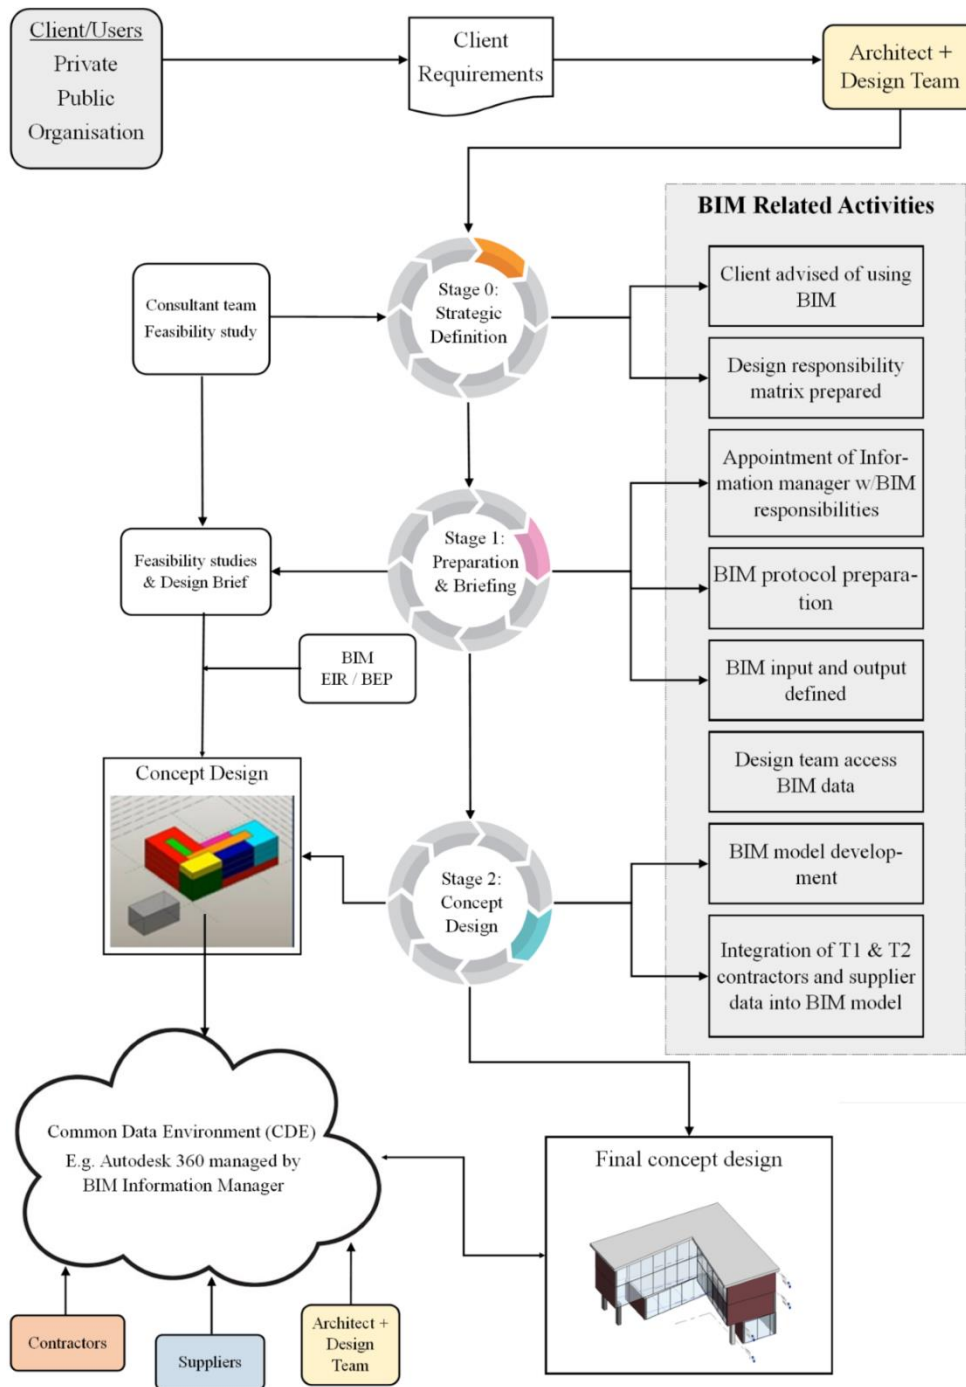 Client/Users
Private
Public
Organisation
Client
Requirements
Architect +
Design Team
BIM Related Activities
Consultant team
Feasibility study
Stage 0:
Strategic
Definition
Client advised of using
BIM
Design responsibility
matrix prepared
Appointment of Infor-
mation manager w/BIM
responsibilities
Feasibility studies
& Design Brief
Stage 1:
Preparation
& Briefing
BIM protocol prepara-
tion
BIM
EIR / BEP
BIM input and output
defined
Concept Design
Design team access
BIM data
Stage 2:
Concept
Design
BIM model develop-
ment
Integration of T1 & T2
contractors and supplier
data into BIM model
Common Data Environment (CDE)
E.g. Autodesk 360 managed by
BIM Information Manager
Final concept design
Contractors
Suppliers
Architect +
Design
Team